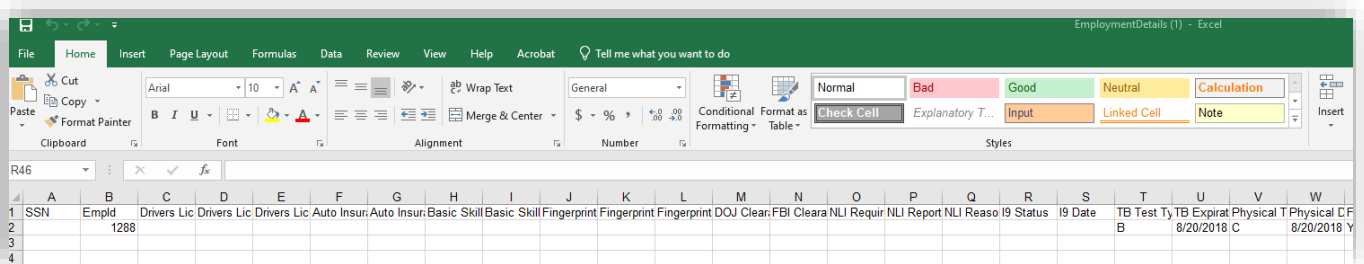 EmploymentDetails (1) - Excel
File Home Insert Page Layout Formulas Data Review View Help Acrobat Tell me what you want to do
Cut
Copy
Format Painter
Paste
Arial 10 A A
B I U A
ab Wrap Text
Merge & Center
General
$ % , .0 .00 .00 .0
Conditional Formatting
Format as Table
Normal Bad Good Neutral Calculation
Check Cell Explanatory T... Input Linked Cell Note
Insert
Clipboard Font Alignment Number Styles
R46 fx
A B C D E F G H I J K L M N O P Q R S T U V W
1 SSN EmpId Drivers Lic Drivers Lic Drivers Lic Auto Insur Auto Insur Basic Skill Basic Skill Fingerprint Fingerprint Fingerprint DOJ Clear FBI Cleara NLI Requir NLI Report NLI Reaso I9 Status I9 Date TB Test Ty TB Expirat Physical T Physical D F
2 1288 B 8/20/2018 C 8/20/2018 Y
3
4